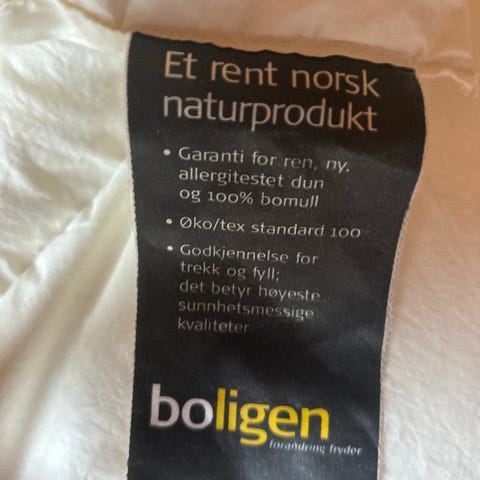 Et rent norsk
naturprodukt
• Garanti for ren, ny,
allergitestet dun
og 100% bomull
• Øko/tex standard 100
• Godkjennelse for
trekk og fyll;
det betyr høyeste
sunnhetsmessige
kvaliteter
boligen
forandring fryder